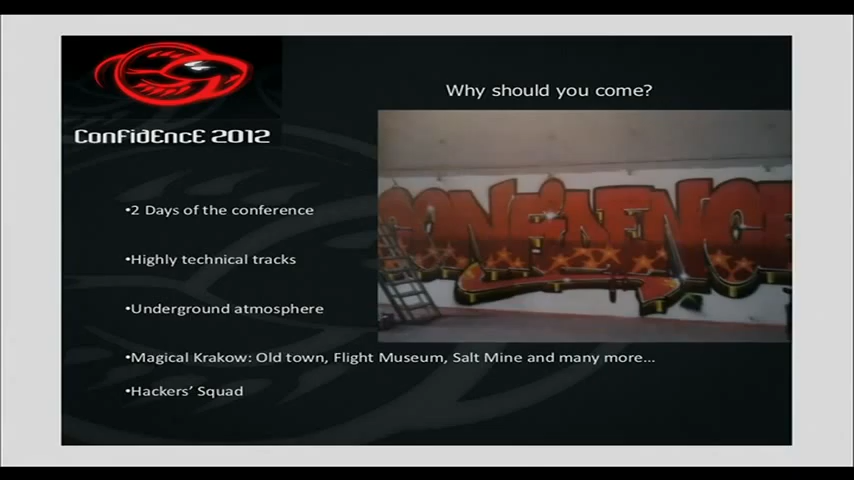 ConFidEncE 2012
Why should you come?
CONFIDENCE
•2 Days of the conference
•Highly technical tracks
•Underground atmosphere
•Magical Krakow: Old town, Flight Museum, Salt Mine and many more...
•Hackers' Squad